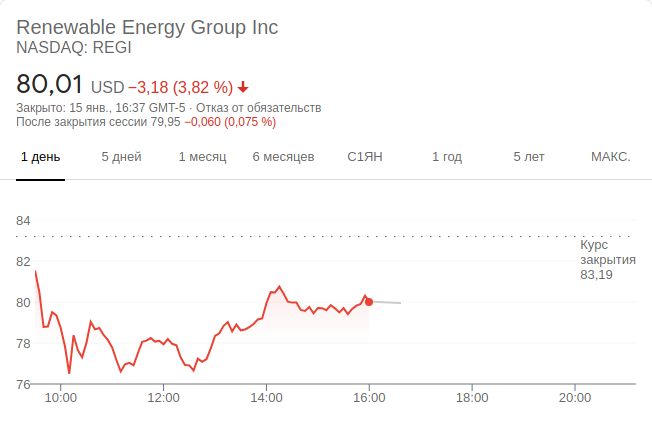 Renewable Energy Group Inc
NASDAQ: REGI
80,01 USD −3,18 (3,82 %)
Закрыто: 15 янв., 16:37 GMT-5 · Отказ от обязательств
После закрытия сессии 79,95 −0,060 (0,075 %)
1 день 5 дней 1 месяц 6 месяцев С1ЯН 1 год 5 лет МАКС.
84
Курс
закрытия
83,19
82
80
78
76
10:00 12:00 14:00 16:00 18:00 20:00